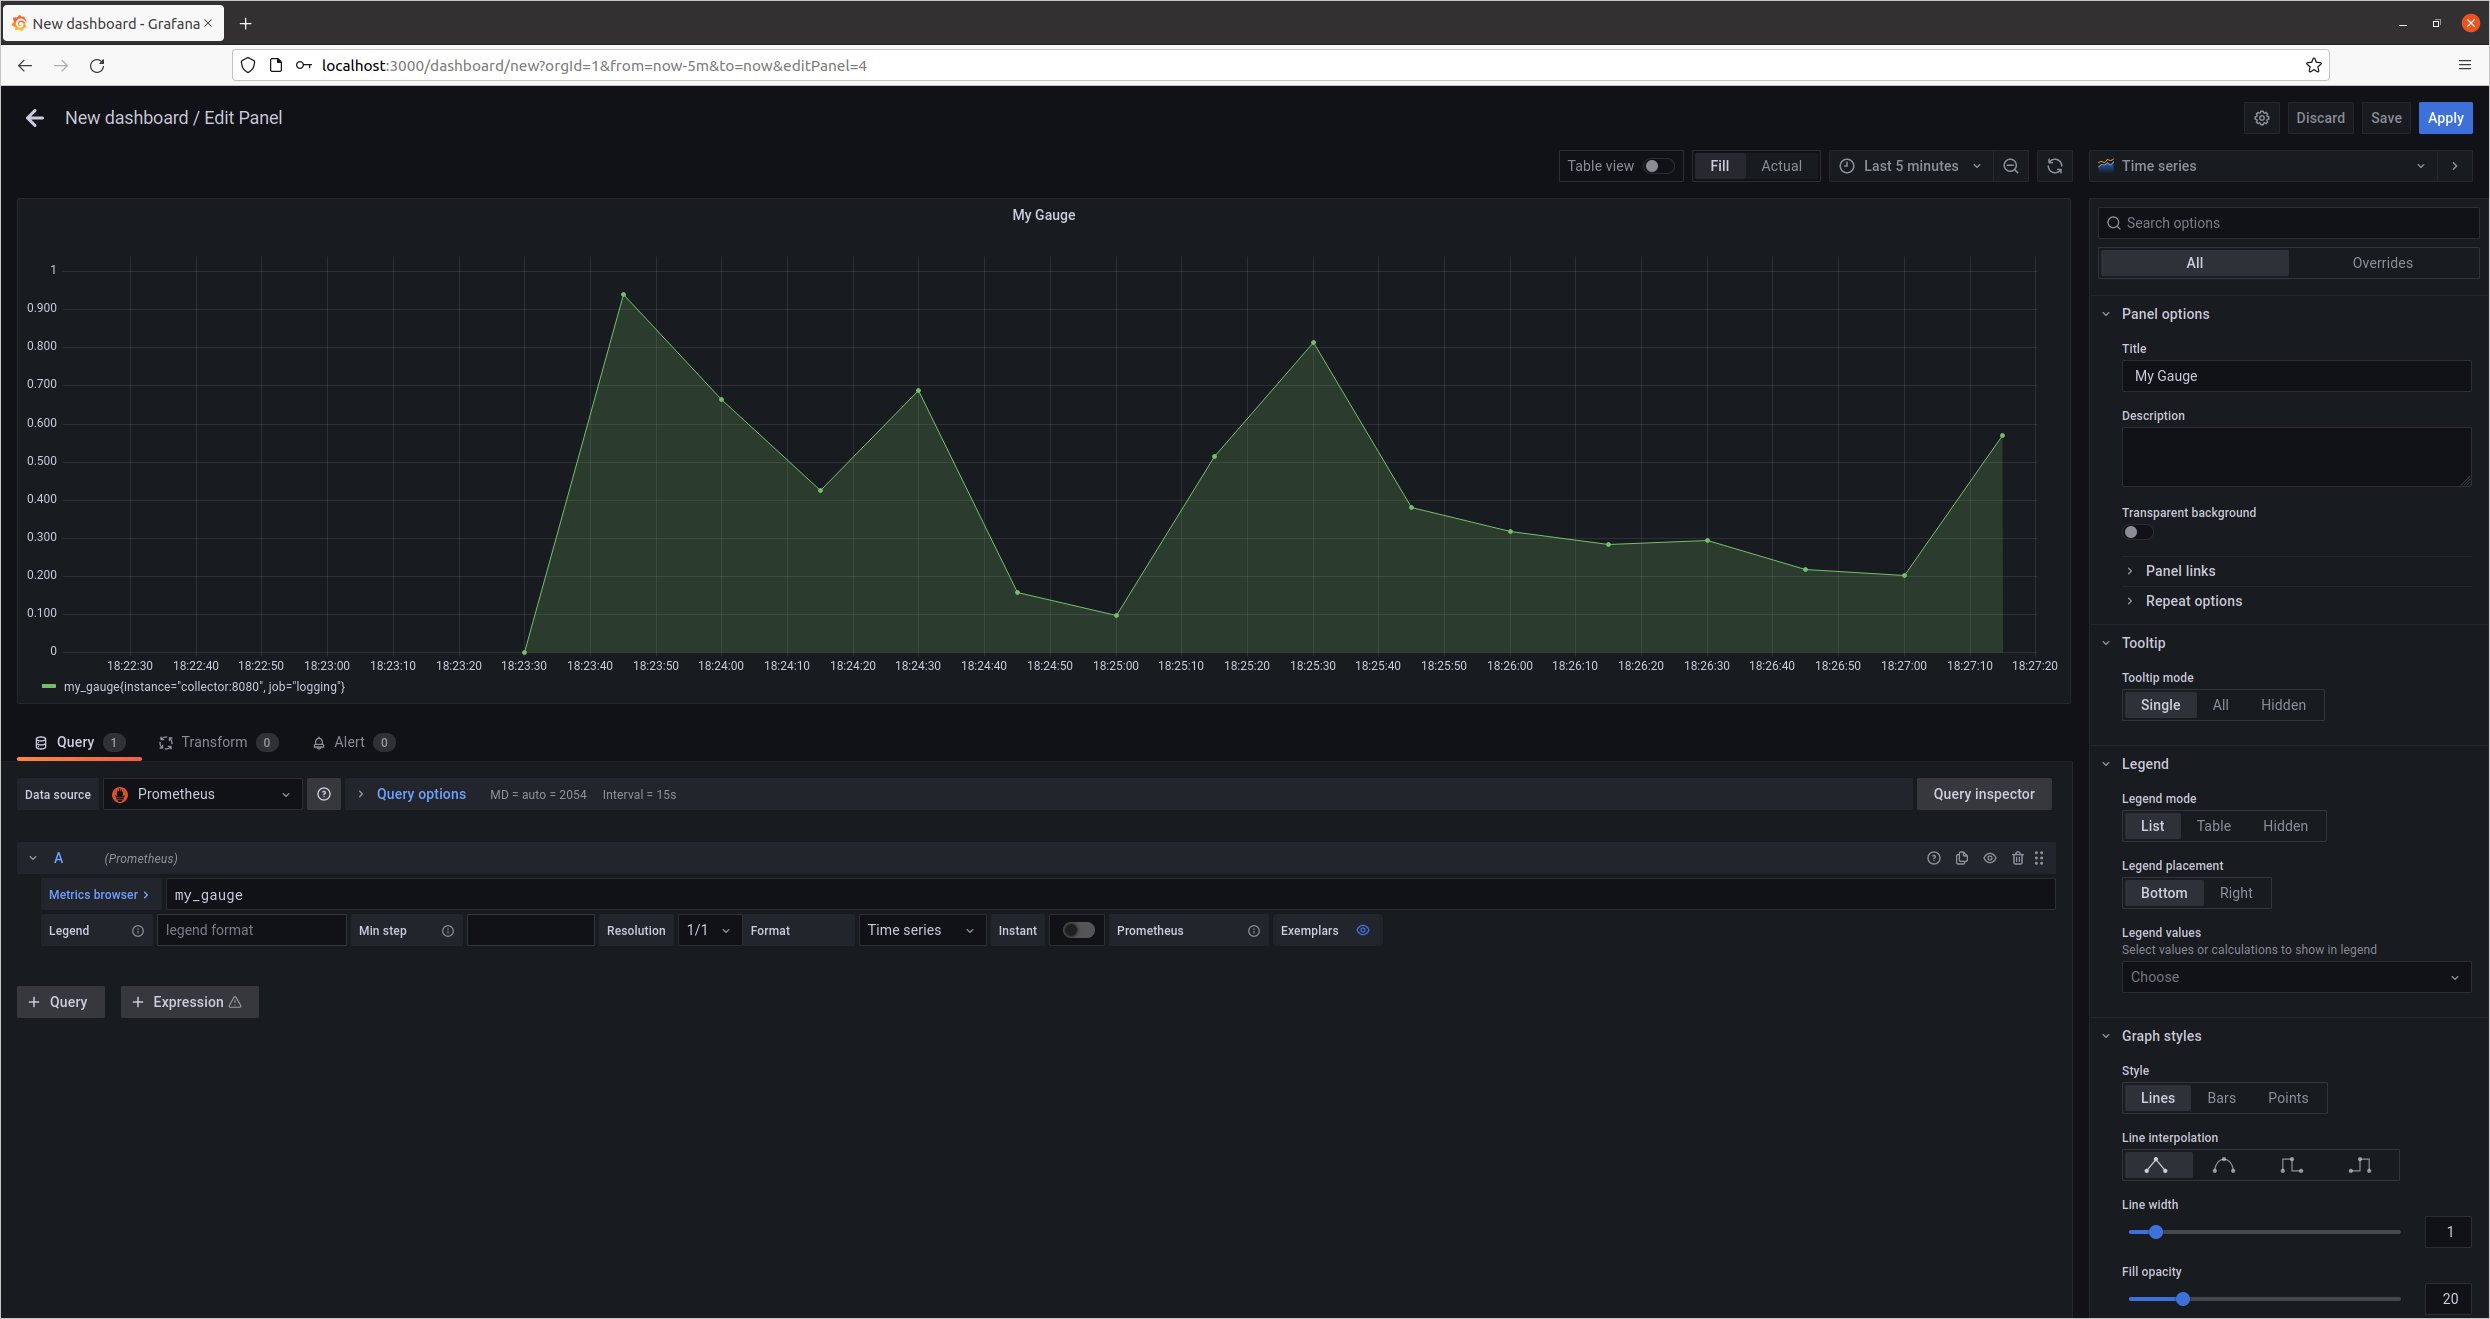 New dashboard - Grafana
localhost:3000/dashboard/new?orgId=1&from=now-5m&to=now&editPanel=4
New dashboard / Edit Panel
Discard
Save
Apply
Table view
Fill
Actual
Last 5 minutes
Time series
My Gauge
1
0.900
0.800
0.700
0.600
0.500
0.400
0.300
0.200
0.100
0
18:22:30 18:22:40 18:22:50 18:23:00 18:23:10 18:23:20 18:23:30 18:23:40 18:23:50 18:24:00 18:24:10 18:24:20 18:24:30 18:24:40 18:24:50 18:25:00 18:25:10 18:25:20 18:25:30 18:25:40 18:25:50 18:26:00 18:26:10 18:26:20 18:26:30 18:26:40 18:26:50 18:27:00 18:27:10 18:27:20
my_gauge{instance="collector:8080", job="logging"}
Query 1
Transform 0
Alert 0
Data source
Prometheus
Query options
MD = auto = 2054
Interval = 15s
Query inspector
A
(Prometheus)
Metrics browser
my_gauge
Legend
legend format
Min step
Resolution
1/1
Format
Time series
Instant
Prometheus
Exemplars
+ Query
+ Expression
Search options
All
Overrides
Panel options
Title
My Gauge
Description
Transparent background
Panel links
Repeat options
Tooltip
Tooltip mode
Single
All
Hidden
Legend
Legend mode
List
Table
Hidden
Legend placement
Bottom
Right
Legend values
Select values or calculations to show in legend
Choose
Graph styles
Style
Lines
Bars
Points
Line interpolation
Line width
1
Fill opacity
20